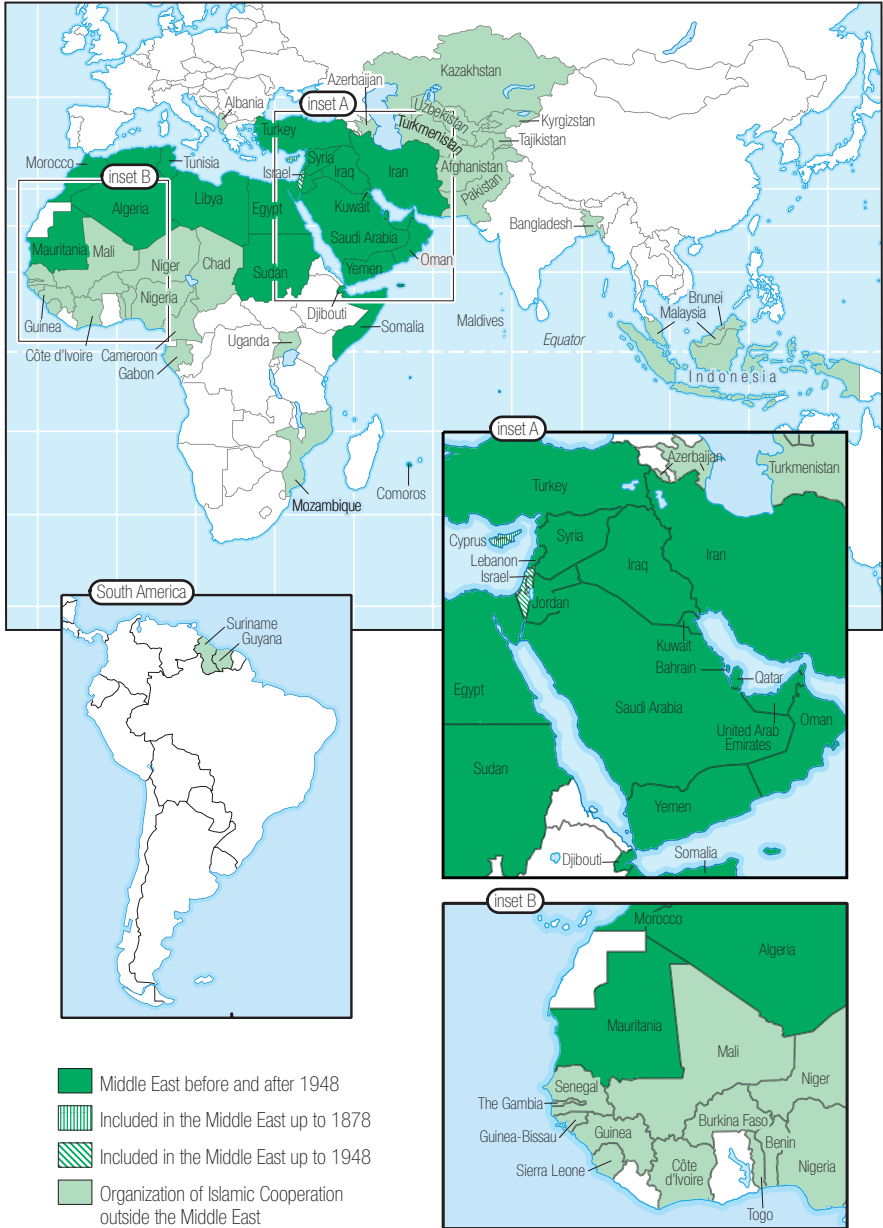 Kazakhstan
Azerbaijan
Uzbekistan
Albania
inset A
Kyrgizstan
Turkey
Turkmenistan
Tajikistan
Morocco
Tunisia
Syria
Israel
Iraq
Iran
Afghanistan
Pakistan
inset B
Algeria
Libya
Egypt
Kuwait
Bangladesh
Saudi Arabia
Mauritania
Mali
Oman
Niger
Chad
Sudan
Yemen
Nigeria
Djibouti
Brunei
Guinea
Somalia
Maldives
Malaysia
Uganda
Equator
Côte d'Ivoire
Cameroon
Gabon
Indonesia
Comoros
Mozambique
inset A
Azerbaijan
Turkmenistan
Turkey
Cyprus
Syria
Lebanon
Iran
Israel
Iraq
Jordan
Kuwait
Bahrain
Qatar
Egypt
Saudi Arabia
Oman
United Arab
Emirates
Sudan
Yemen
Djibouti
Somalia
South America
Suriname
Guyana
inset B
Morocco
Algeria
Mauritania
Mali
Niger
Senegal
The Gambia
Burkina Faso
Guinea-Bissau
Guinea
Benin
Sierra Leone
Côte
d'Ivoire
Nigeria
Togo
Middle East before and after 1948
Included in the Middle East up to 1878
Included in the Middle East up to 1948
Organization of Islamic Cooperation
outside the Middle East